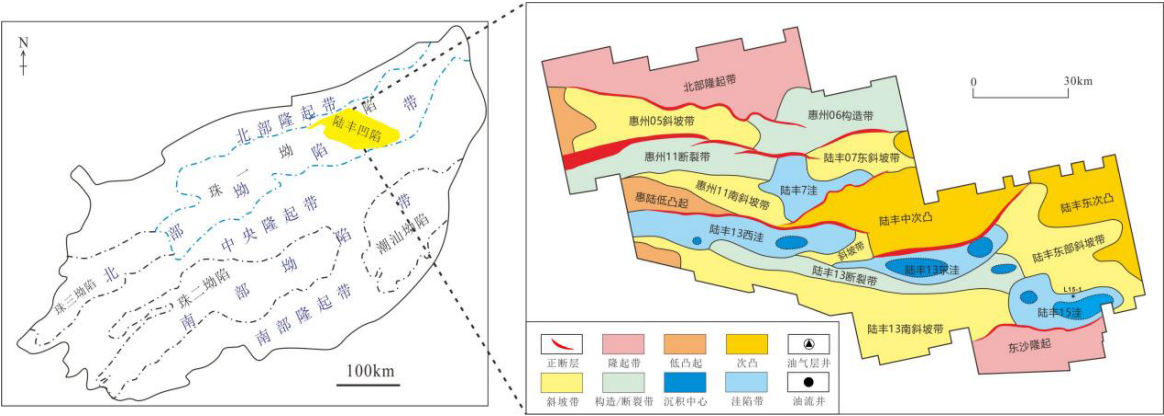 N
北部隆起带
陆丰凹陷
珠一坳陷
北部坳陷带
中央隆起带
潮汕坳陷
珠三坳陷
珠二坳陷
南部坳陷带
南部隆起带
100km
0 30km
北部隆起带
惠州05斜坡带
惠州06构造带
惠州11断裂带
陆丰07东斜坡带
惠州11南斜坡带
陆丰7洼
惠陆低凸起
陆丰中次凸
陆丰东次凸
陆丰13西洼
斜坡带
陆丰东部斜坡带
陆丰13东洼
陆丰13断裂带
L15-1
陆丰15洼
陆丰13南斜坡带
东沙隆起
正断层 隆起带 低凸起 次凸 油气层井
斜坡带 构造/断裂带 沉积中心 洼陷带 油流井